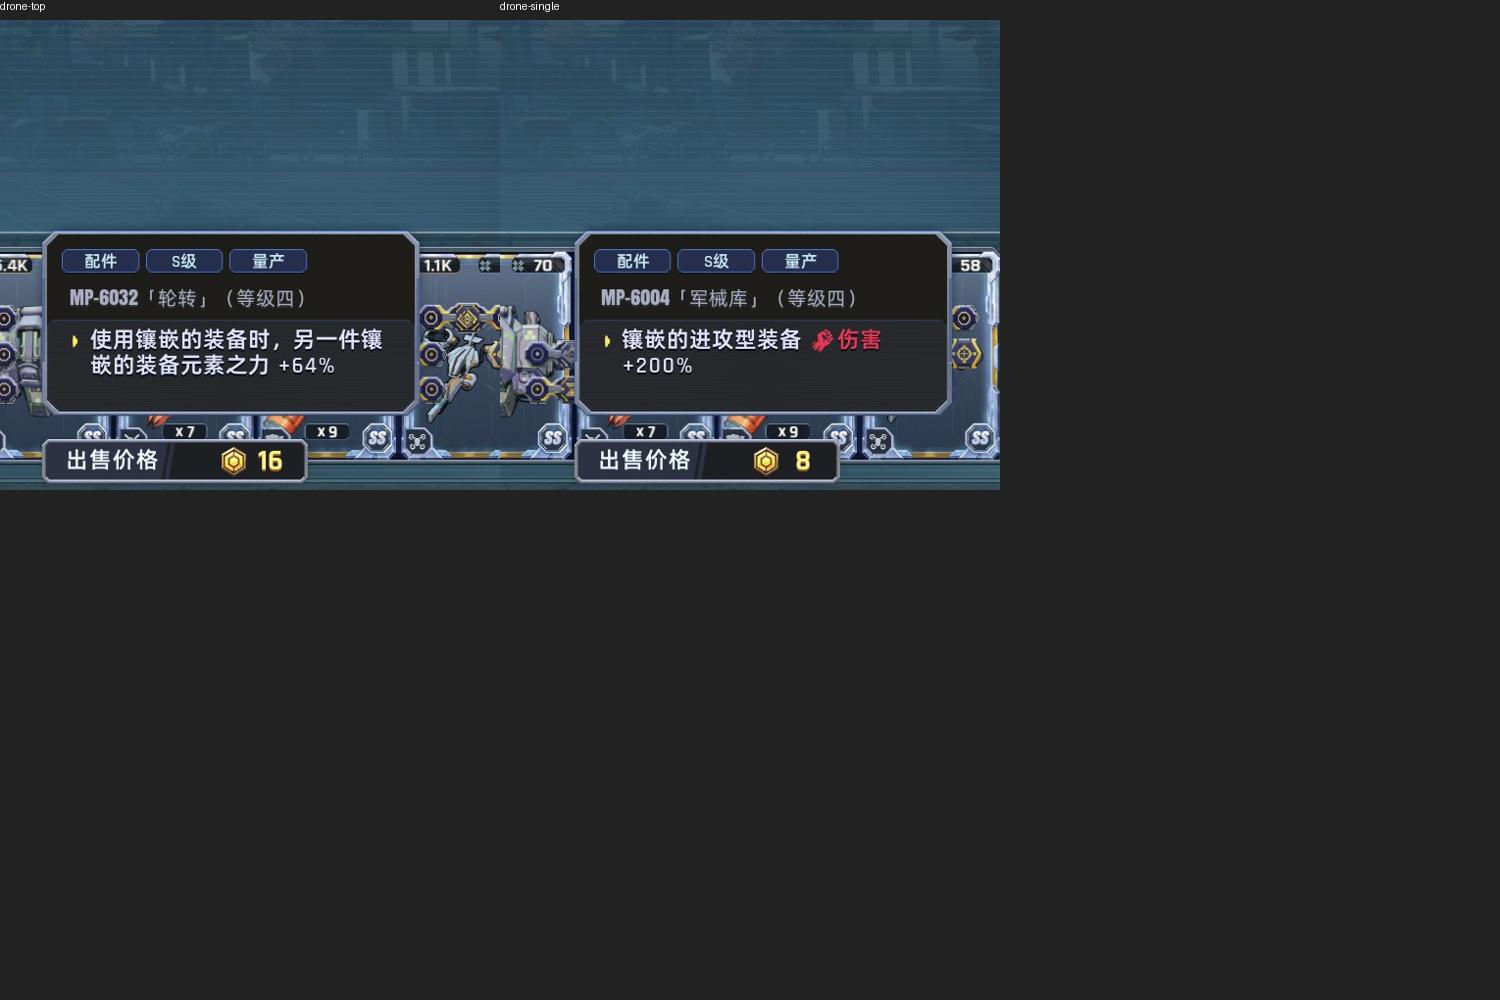 drone-top
drone-single
5.4K
配件
S级
量产
MP-6032「轮转」（等级四）
使用镶嵌的装备时，另一件镶
嵌的装备元素之力 +64%
1.1K
70
x7
x9
SS
出售价格
16
配件
S级
量产
MP-6004「军械库」（等级四）
镶嵌的进攻型装备 伤害
+200%
58
x7
x9
SS
出售价格
8